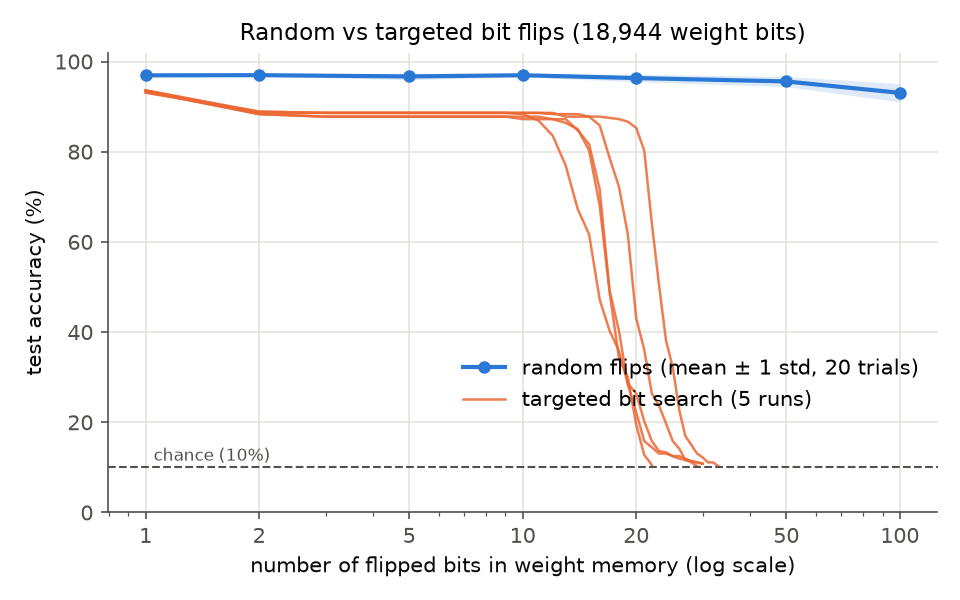 Random vs targeted bit flips (18,944 weight bits)
test accuracy (%)
100
80
60
40
20
0
random flips (mean ± 1 std, 20 trials)
targeted bit search (5 runs)
chance (10%)
1 2 5 10 20 50 100
number of flipped bits in weight memory (log scale)